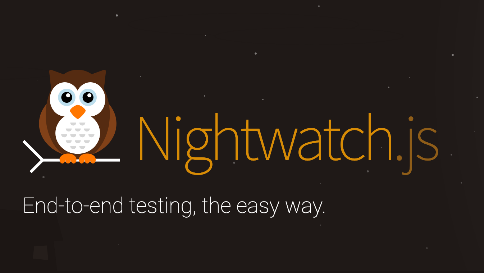 Nightwatch.js
End-to-end testing, the easy way.